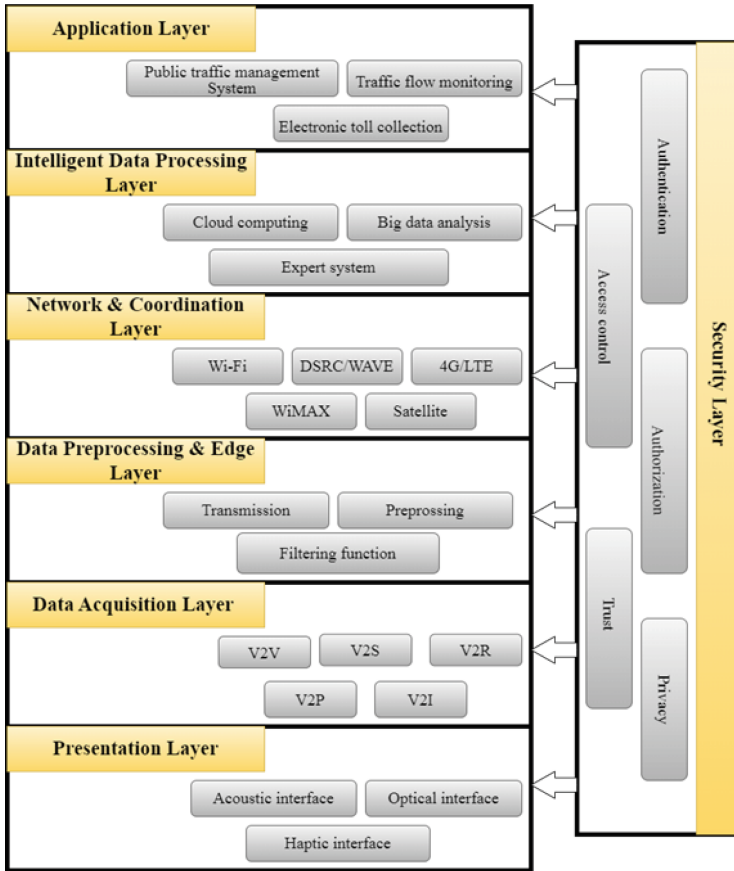 Application Layer
Public traffic management
System
Traffic flow monitoring
Electronic toll collection
Intelligent Data Processing
Layer
Cloud computing
Big data analysis
Expert system
Network & Coordination
Layer
Wi-Fi
DSRC/WAVE
4G/LTE
WiMAX
Satellite
Data Preprocessing & Edge
Layer
Transmission
Preprossing
Filtering function
Data Acquisition Layer
V2V
V2S
V2R
V2P
V2I
Presentation Layer
Acoustic interface
Optical interface
Haptic interface
Access control
Trust
Authentication
Authorization
Privacy
Security Layer